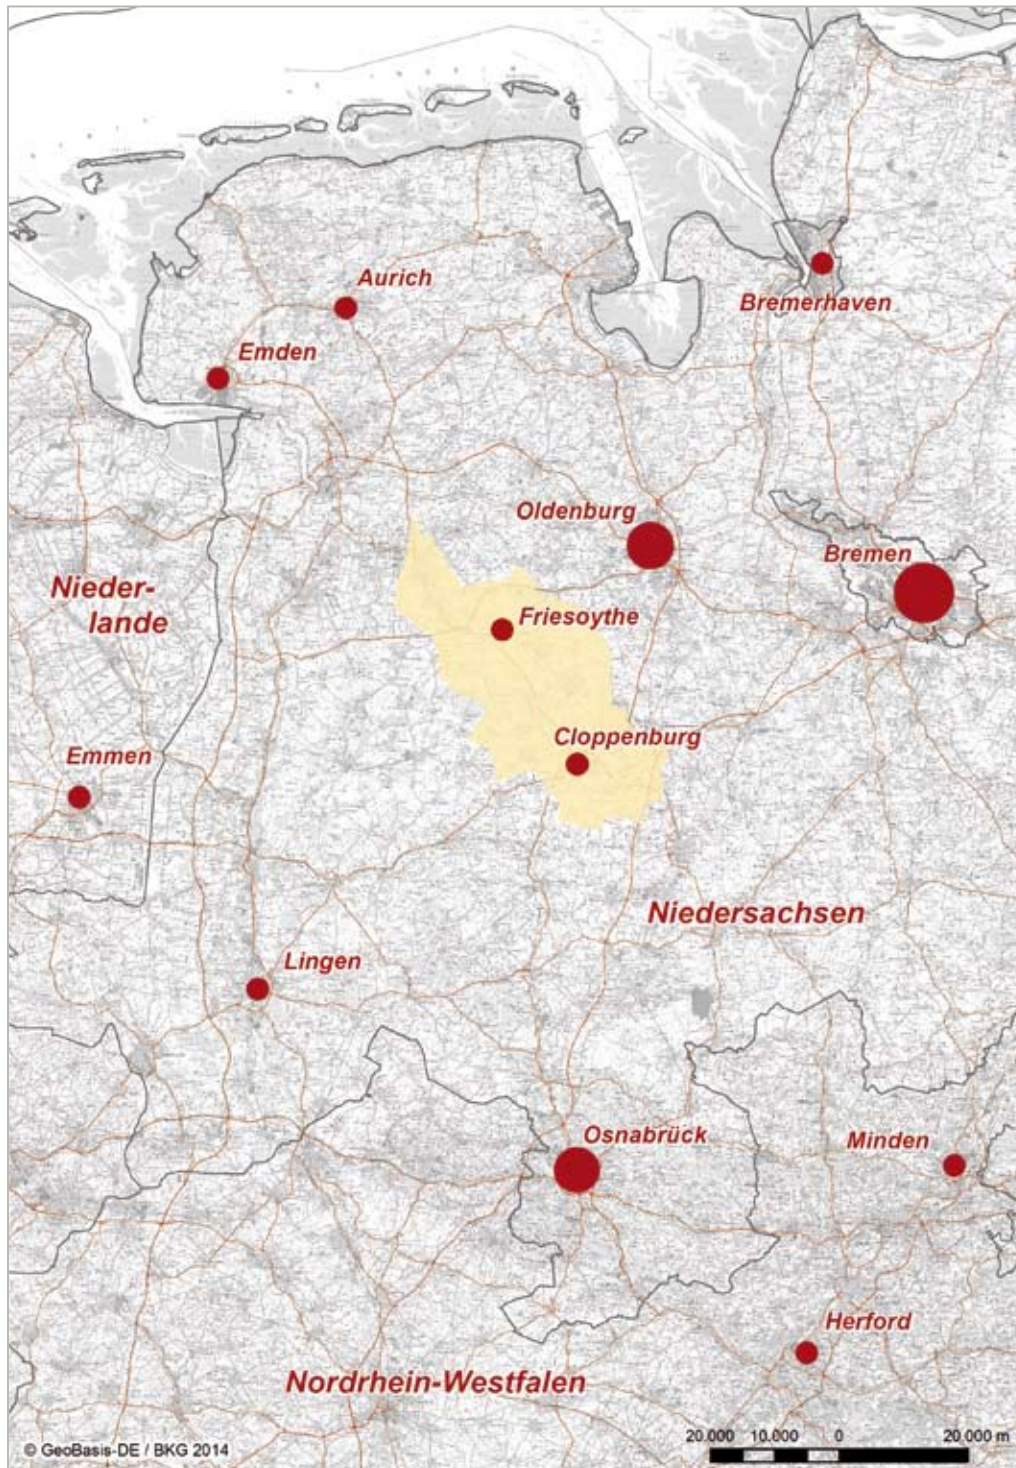 Aurich
Bremerhaven
Emden
Oldenburg
Bremen
Nieder-
lande
Friesoythe
Cloppenburg
Emmen
Niedersachsen
Lingen
Osnabrück
Minden
Herford
Nordrhein-Westfalen
© GeoBasis-DE / BKG 2014
20.000 10.000 0 20.000 m